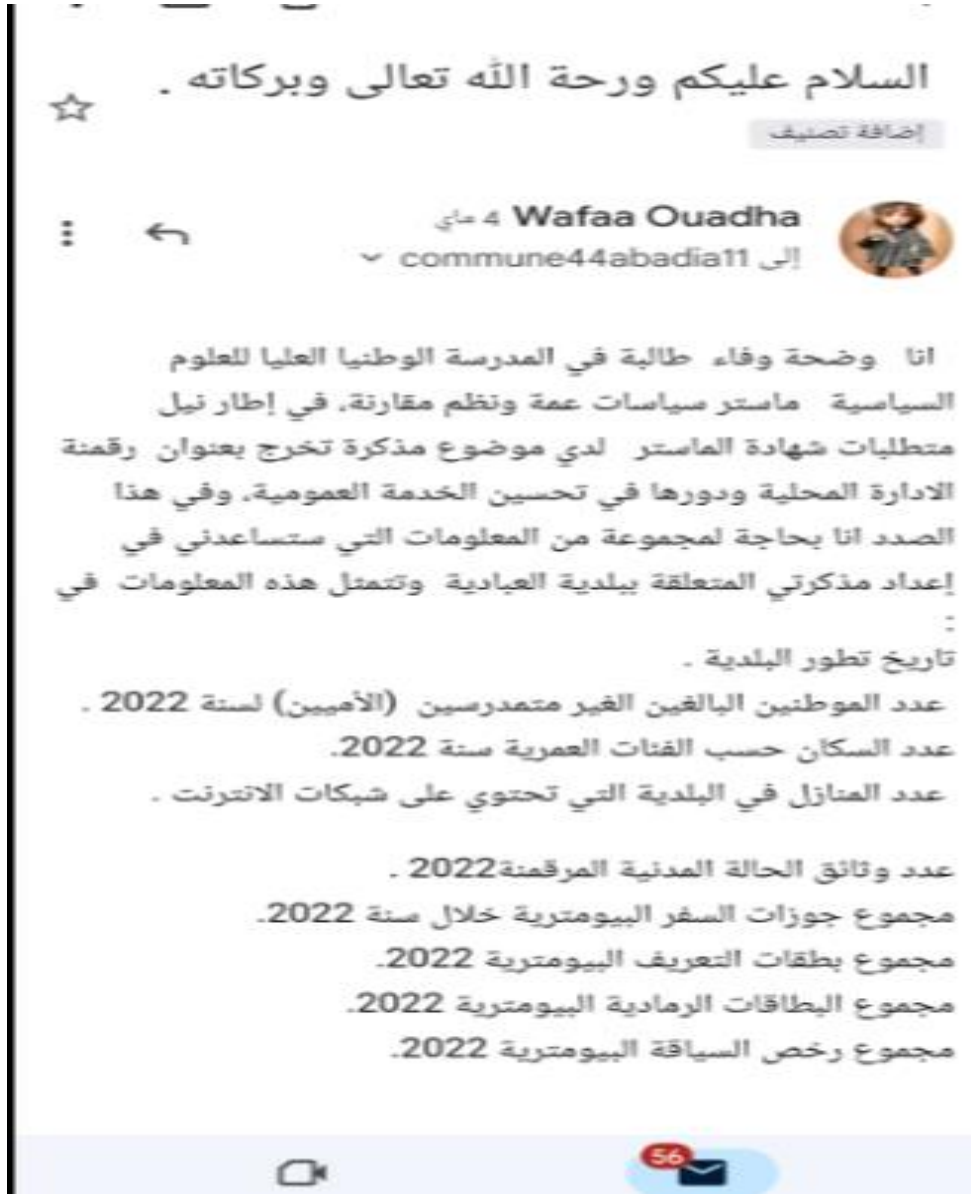 السلام عليكم ورحة الله تعالى وبركاته .
إضافة تصنيف
Wafaa Ouadha 4 ماي
إلى commune44abadia11
انا وضحة وفاء طالبة في المدرسة الوطنيا العليا للعلوم
السياسية ماستر سياسات عمة ونظم مقارنة، في إطار نيل
متطلبات شهادة الماستر لدي موضوع مذكرة تخرج بعنوان رقمنة
الادارة المحلية ودورها في تحسين الخدمة العمومية، وفي هذا
الصدد انا بحاجة لمجموعة من المعلومات التي ستساعدني في
إعداد مذكرتي المتعلقة ببلدية العبادية وتتمثل هذه المعلومات في
:
تاريخ تطور البلدية .
عدد الموطنين البالغين الغير متمدرسين (الأميين) لسنة 2022 .
عدد السكان حسب الفئات العمرية سنة 2022.
عدد المنازل في البلدية التي تحتوي على شبكات الانترنت .
عدد وثائق الحالة المدنية المرقمنة2022 .
مجموع جوزات السفر البيومترية خلال سنة 2022.
مجموع بطقات التعريف البيومترية 2022.
مجموع البطاقات الرمادية البيومترية 2022.
مجموع رخص السياقة البيومترية 2022.
56